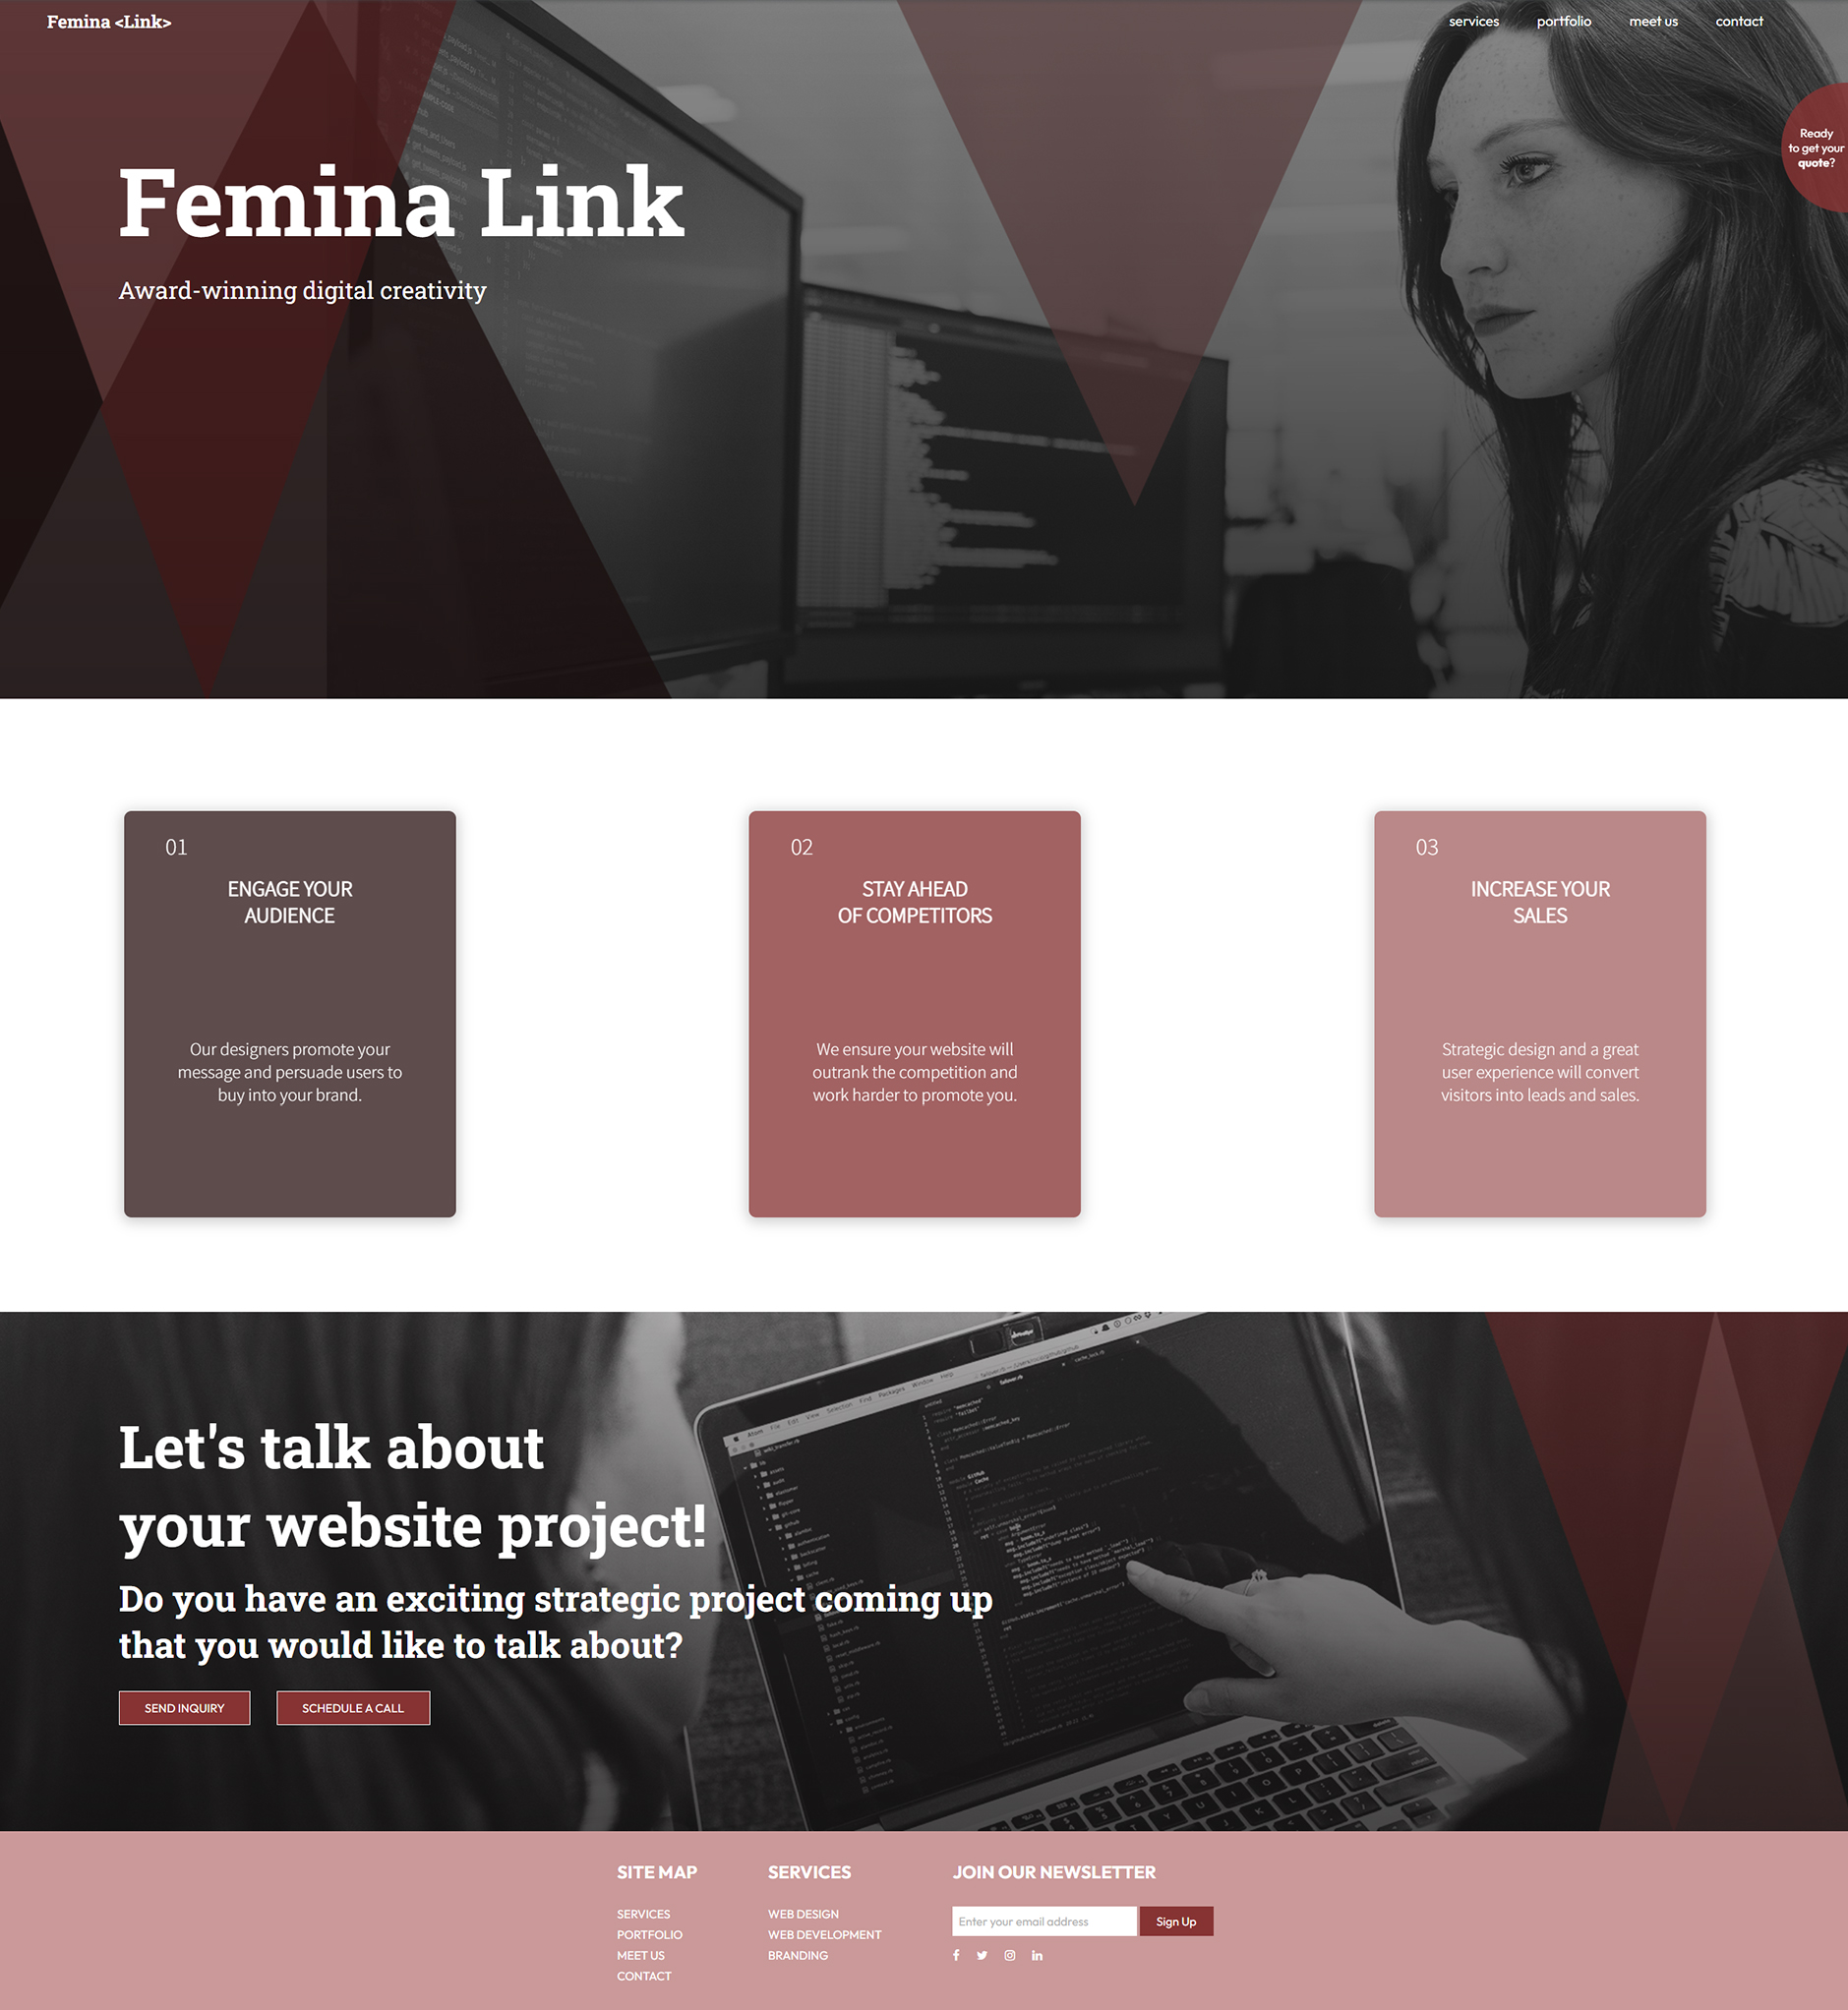 Femina <Link>
services portfolio meet us contact
Ready
to get your
quote?
Femina Link
Award-winning digital creativity
01
ENGAGE YOUR
AUDIENCE
Our designers promote your
message and persuade users to
buy into your brand.
02
STAY AHEAD
OF COMPETITORS
We ensure your website will
outrank the competition and
work harder to promote you.
03
INCREASE YOUR
SALES
Strategic design and a great
user experience will convert
visitors into leads and sales.
Let's talk about
your website project!
Do you have an exciting strategic project coming up
that you would like to talk about?
SEND INQUIRY
SCHEDULE A CALL
SITE MAP
SERVICES
PORTFOLIO
MEET US
CONTACT
SERVICES
WEB DESIGN
WEB DEVELOPMENT
BRANDING
JOIN OUR NEWSLETTER
Enter your email address
Sign Up